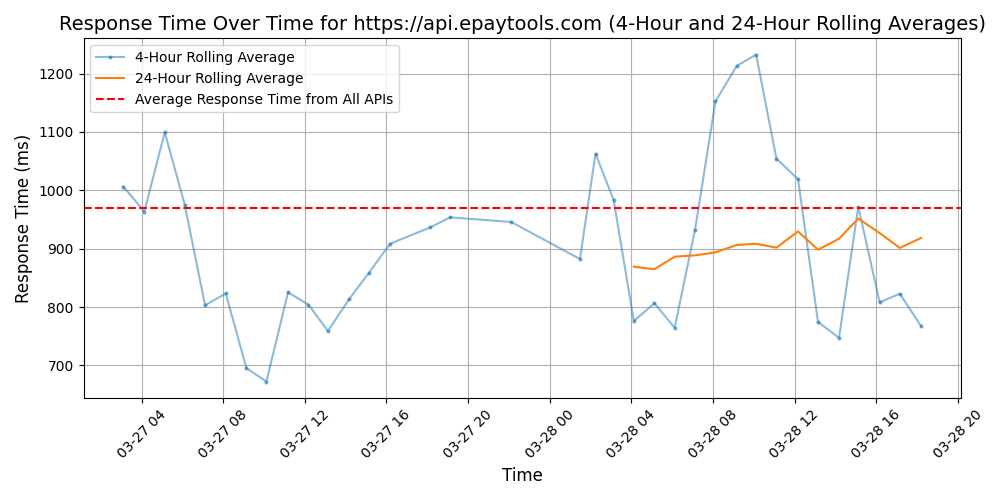 Response Time Over Time for https://api.epaytools.com (4-Hour and 24-Hour Rolling Averages)
4-Hour Rolling Average
24-Hour Rolling Average
Average Response Time from All APIs
Response Time (ms)
1200
1100
1000
900
800
700
03-27 04
03-27 08
03-27 12
03-27 16
03-27 20
03-28 00
03-28 04
03-28 08
03-28 12
03-28 16
03-28 20
Time